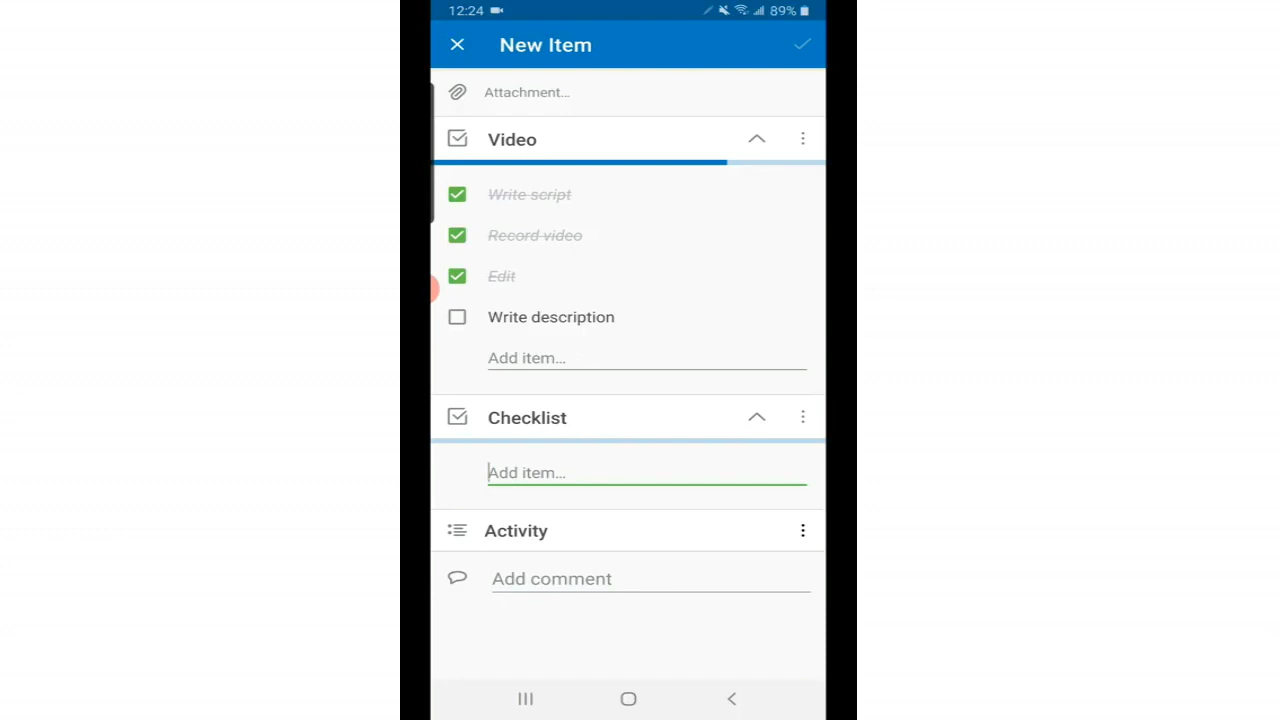 12:24 89%
New Item
Attachment...
Video
Write script
Record video
Edit
Write description
Add item...
Checklist
Add item...
Activity
Add comment